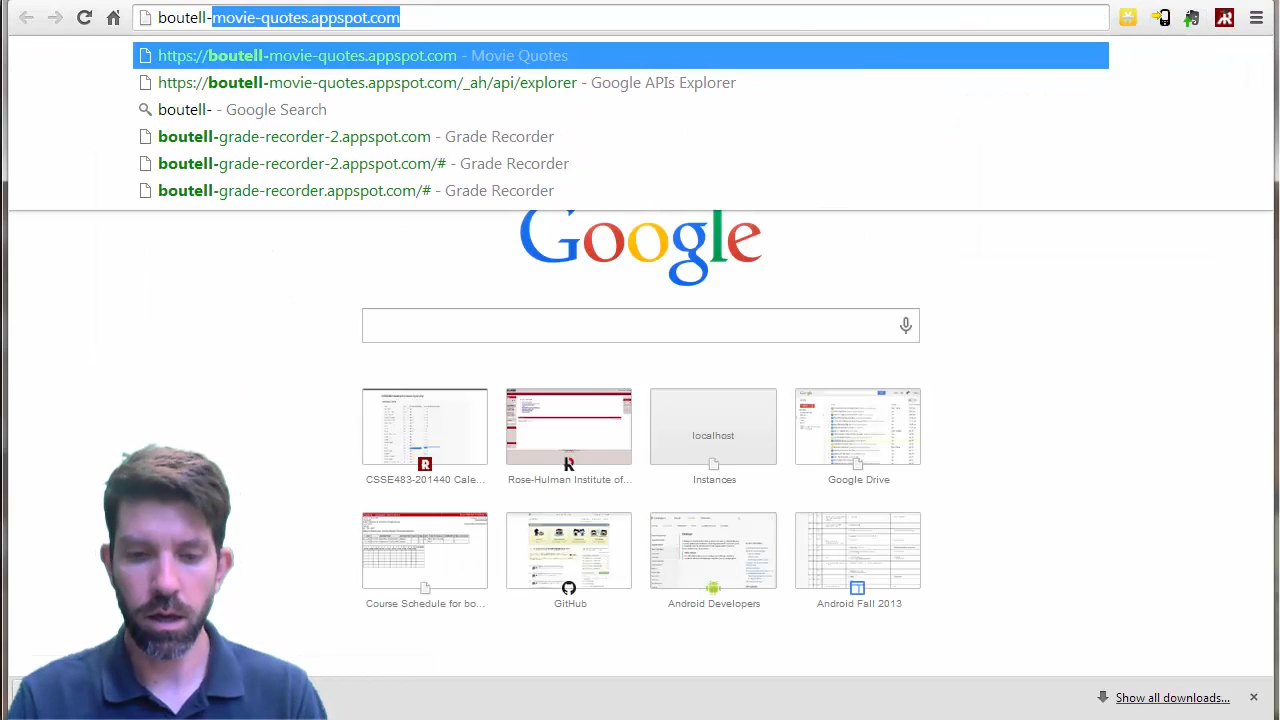 boutell-movie-quotes.appspot.com
https://boutell-movie-quotes.appspot.com - Movie Quotes
https://boutell-movie-quotes.appspot.com/_ah/api/explorer - Google APIs Explorer
boutell- - Google Search
boutell-grade-recorder-2.appspot.com - Grade Recorder
boutell-grade-recorder-2.appspot.com/# - Grade Recorder
boutell-grade-recorder.appspot.com/# - Grade Recorder
Google
localhost
CSSE483-201440 Cale...
Rose-Hulman Institute of...
Instances
Google Drive
Course Schedule for bo...
GitHub
Android Developers
Android Fall 2013
Show all downloads...